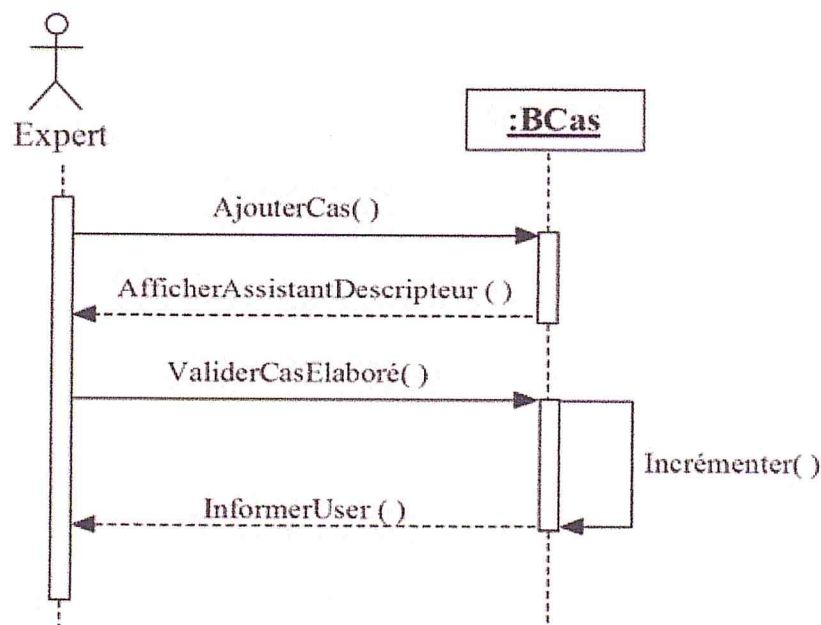 Expert
:BCas
AjouterCas( )
AfficherAssistantDescripteur ( )
ValiderCasElaboré( )
Incrémenter( )
InformerUser ( )